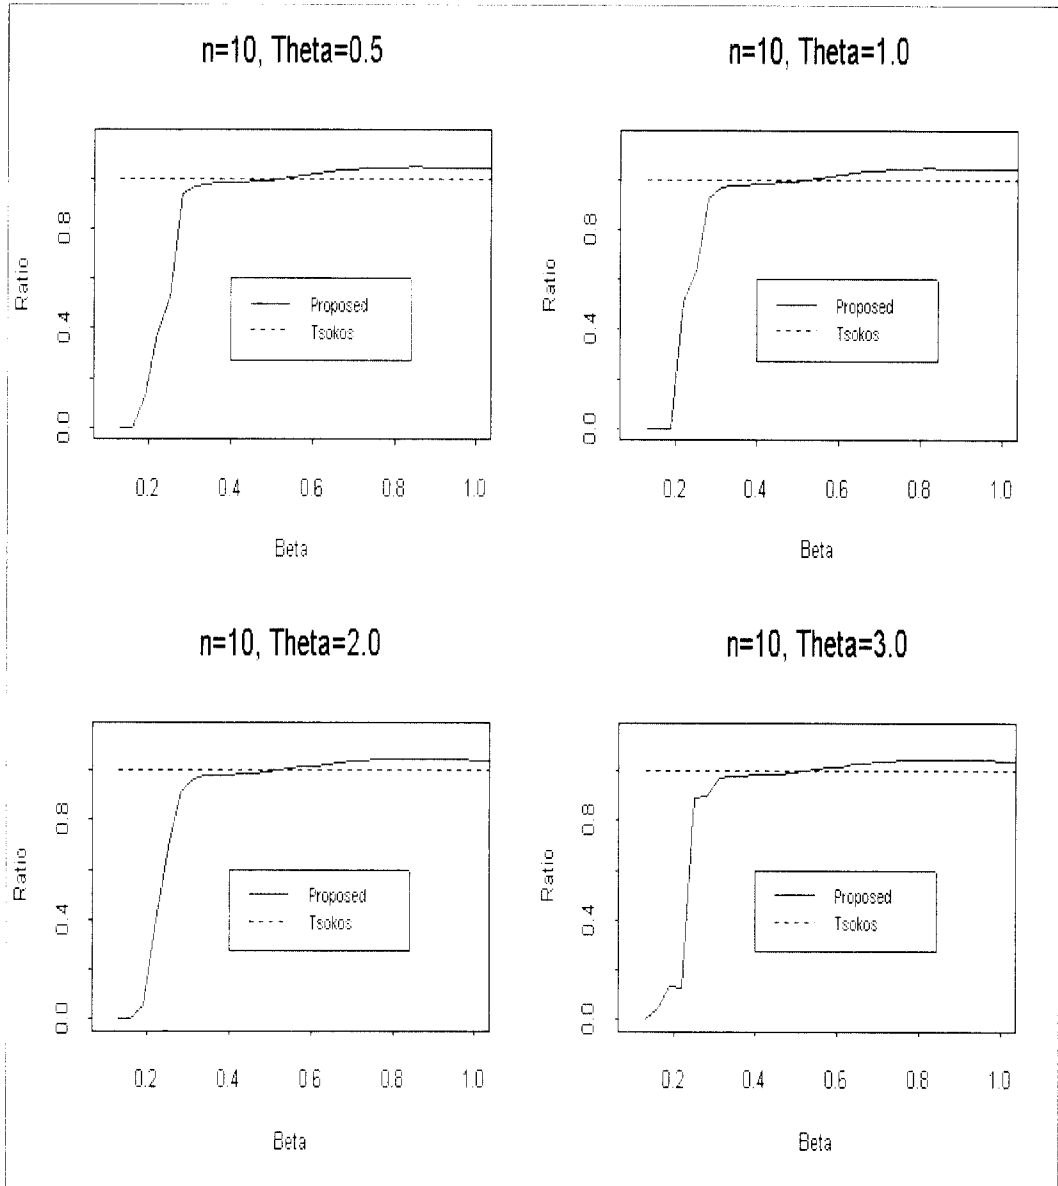 n=10, Theta=0.5
Ratio
0.8
0.4
0.0
Proposed
Tsokos
0.2 0.4 0.6 0.8 1.0
Beta
n=10, Theta=1.0
Ratio
0.8
0.4
0.0
Proposed
Tsokos
0.2 0.4 0.6 0.8 1.0
Beta
n=10, Theta=2.0
Ratio
0.8
0.4
0.0
Proposed
Tsokos
0.2 0.4 0.6 0.8 1.0
Beta
n=10, Theta=3.0
Ratio
0.8
0.4
0.0
Proposed
Tsokos
0.2 0.4 0.6 0.8 1.0
Beta